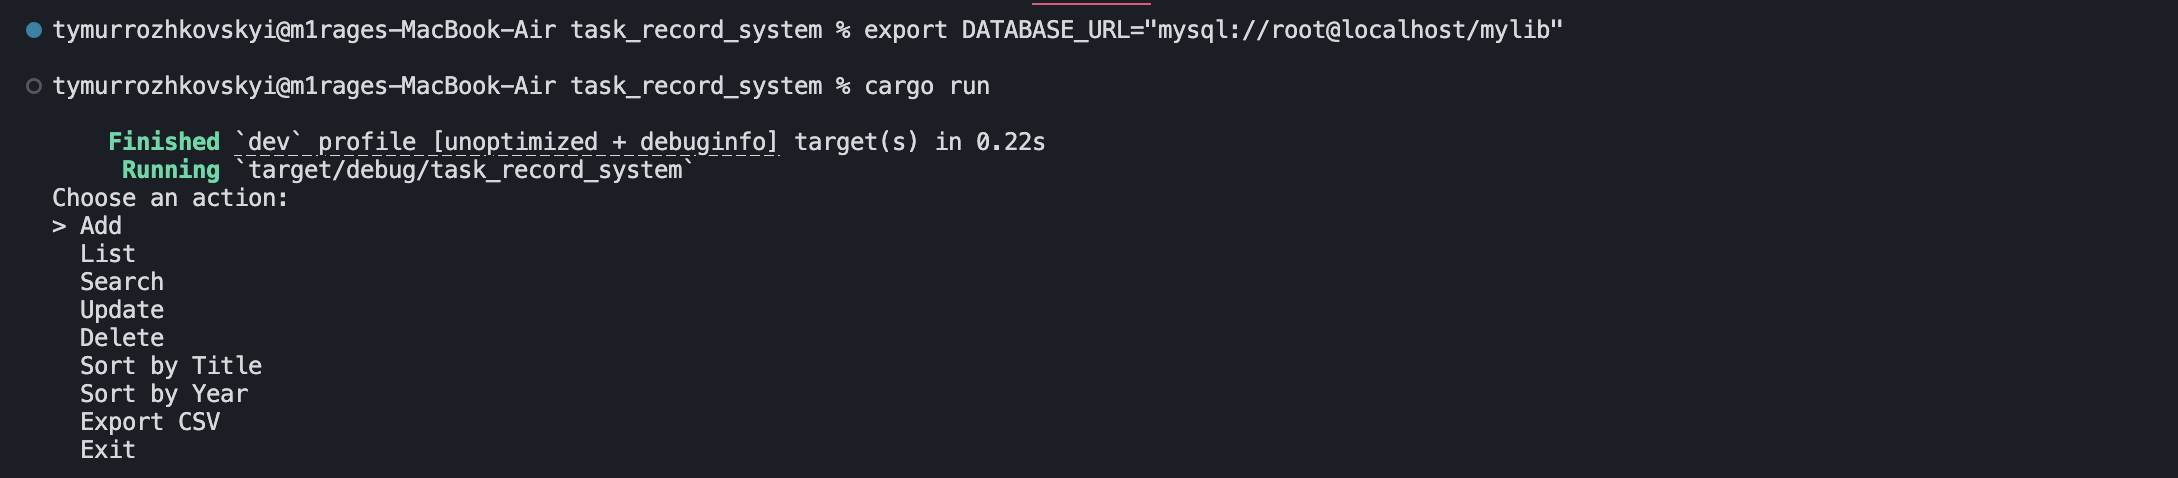 tymurrozhkovskyi@m1rages-MacBook-Air task_record_system % export DATABASE_URL="mysql://root@localhost/mylib"
tymurrozhkovskyi@m1rages-MacBook-Air task_record_system % cargo run
Finished `dev` profile [unoptimized + debuginfo] target(s) in 0.22s
Running `target/debug/task_record_system`
Choose an action:
> Add
List
Search
Update
Delete
Sort by Title
Sort by Year
Export CSV
Exit